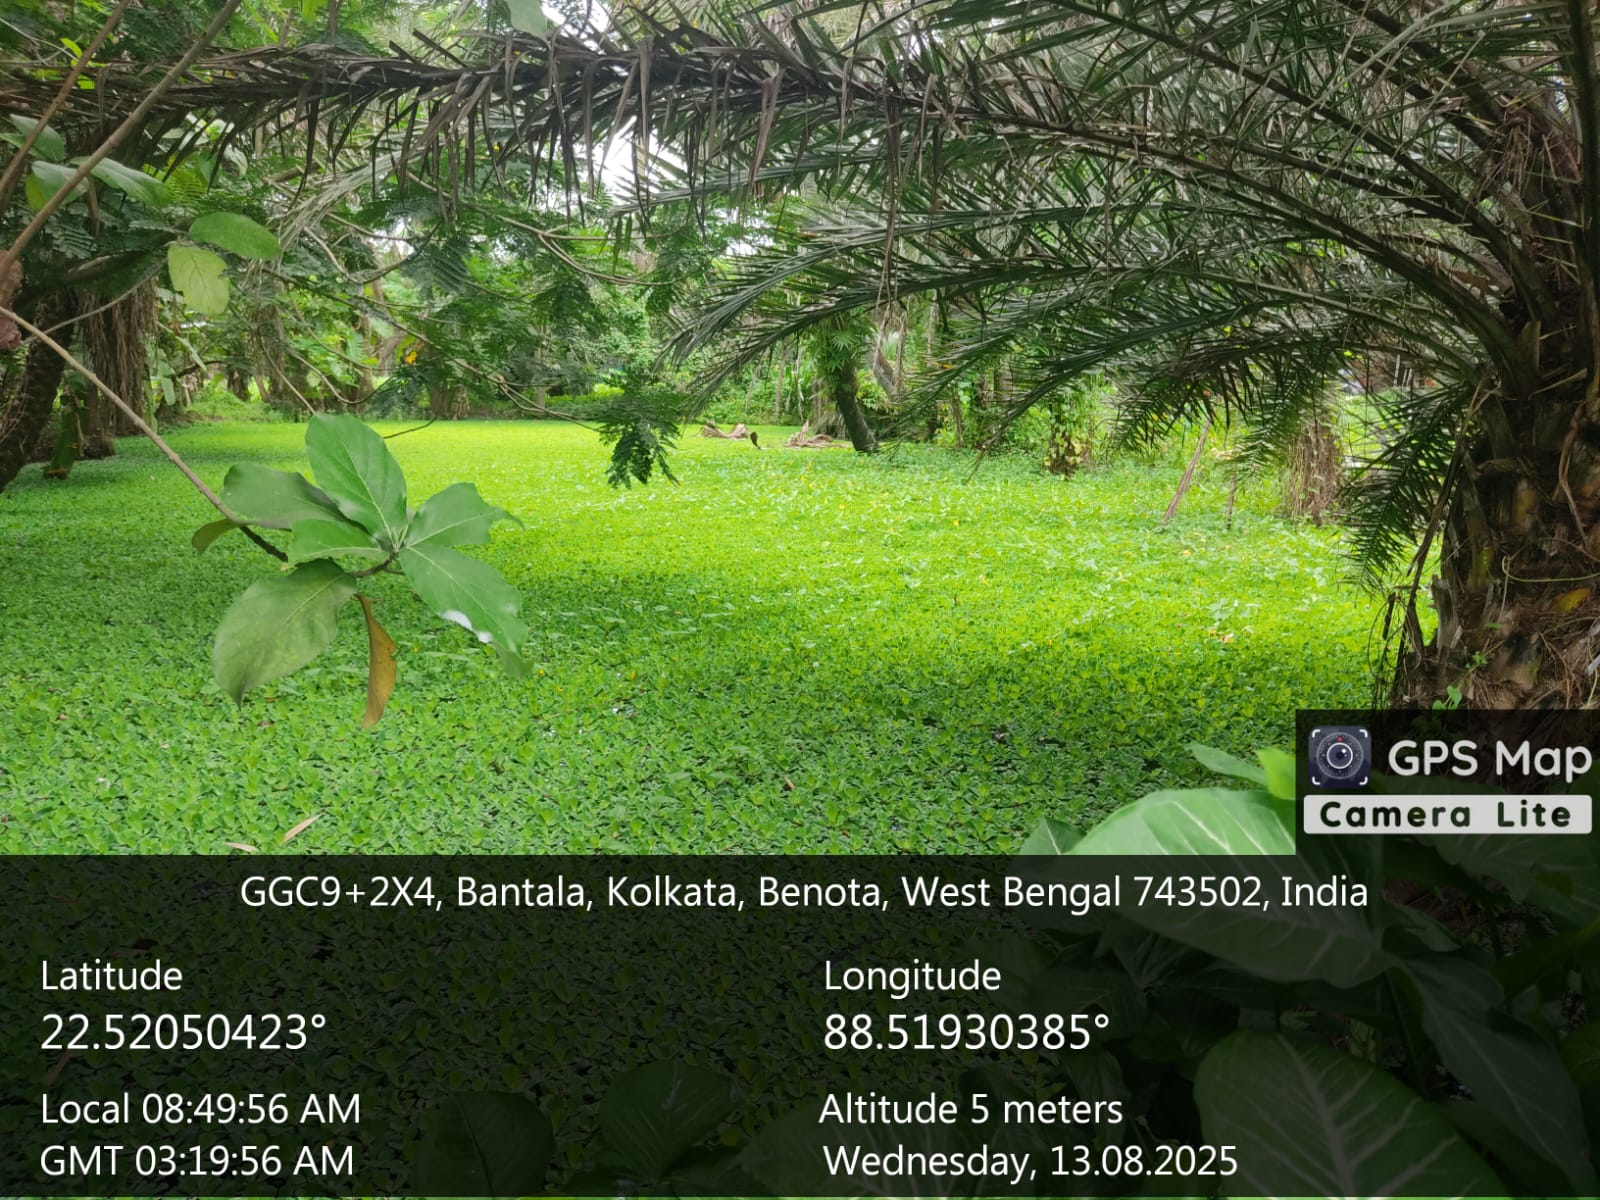 GPS Map
Camera Lite
GGC9+2X4, Bantala, Kolkata, Benota, West Bengal 743502, India
Latitude
22.52050423°
Longitude
88.51930385°
Local 08:49:56 AM
GMT 03:19:56 AM
Altitude 5 meters
Wednesday, 13.08.2025